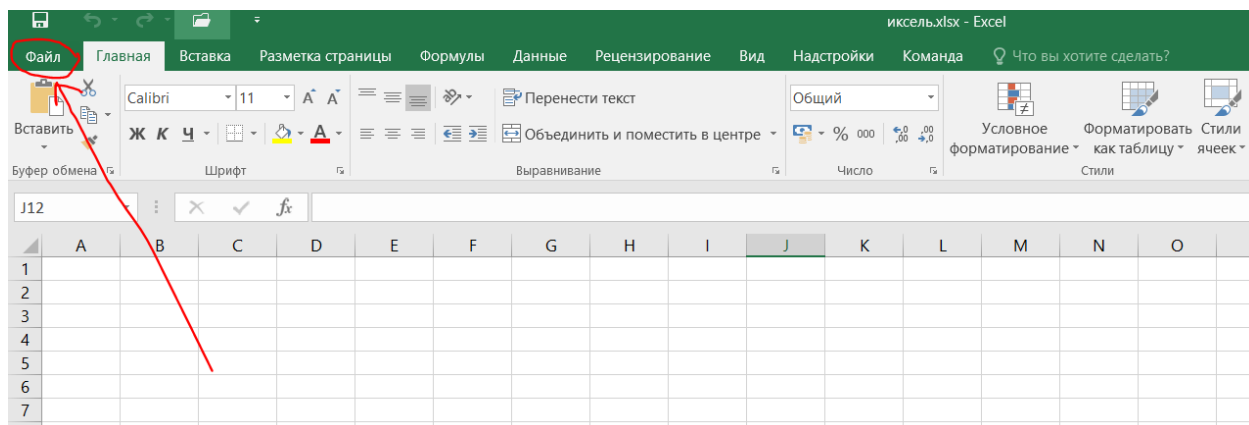 иксель.xlsx - Excel
Файл Главная Вставка Разметка страницы Формулы Данные Рецензирование Вид Надстройки Команда Что вы хотите сделать?
Calibri 11 A A Перенести текст Общий
Вставить Ж К Ч A Объединить и поместить в центре % 000 ,00 ,0 Условное форматирование Форматировать как таблицу Стили ячеек
Буфер обмена Шрифт Выравнивание Число Стили
J12 fx
A B C D E F G H I J K L M N O
1
2
3
4
5
6
7